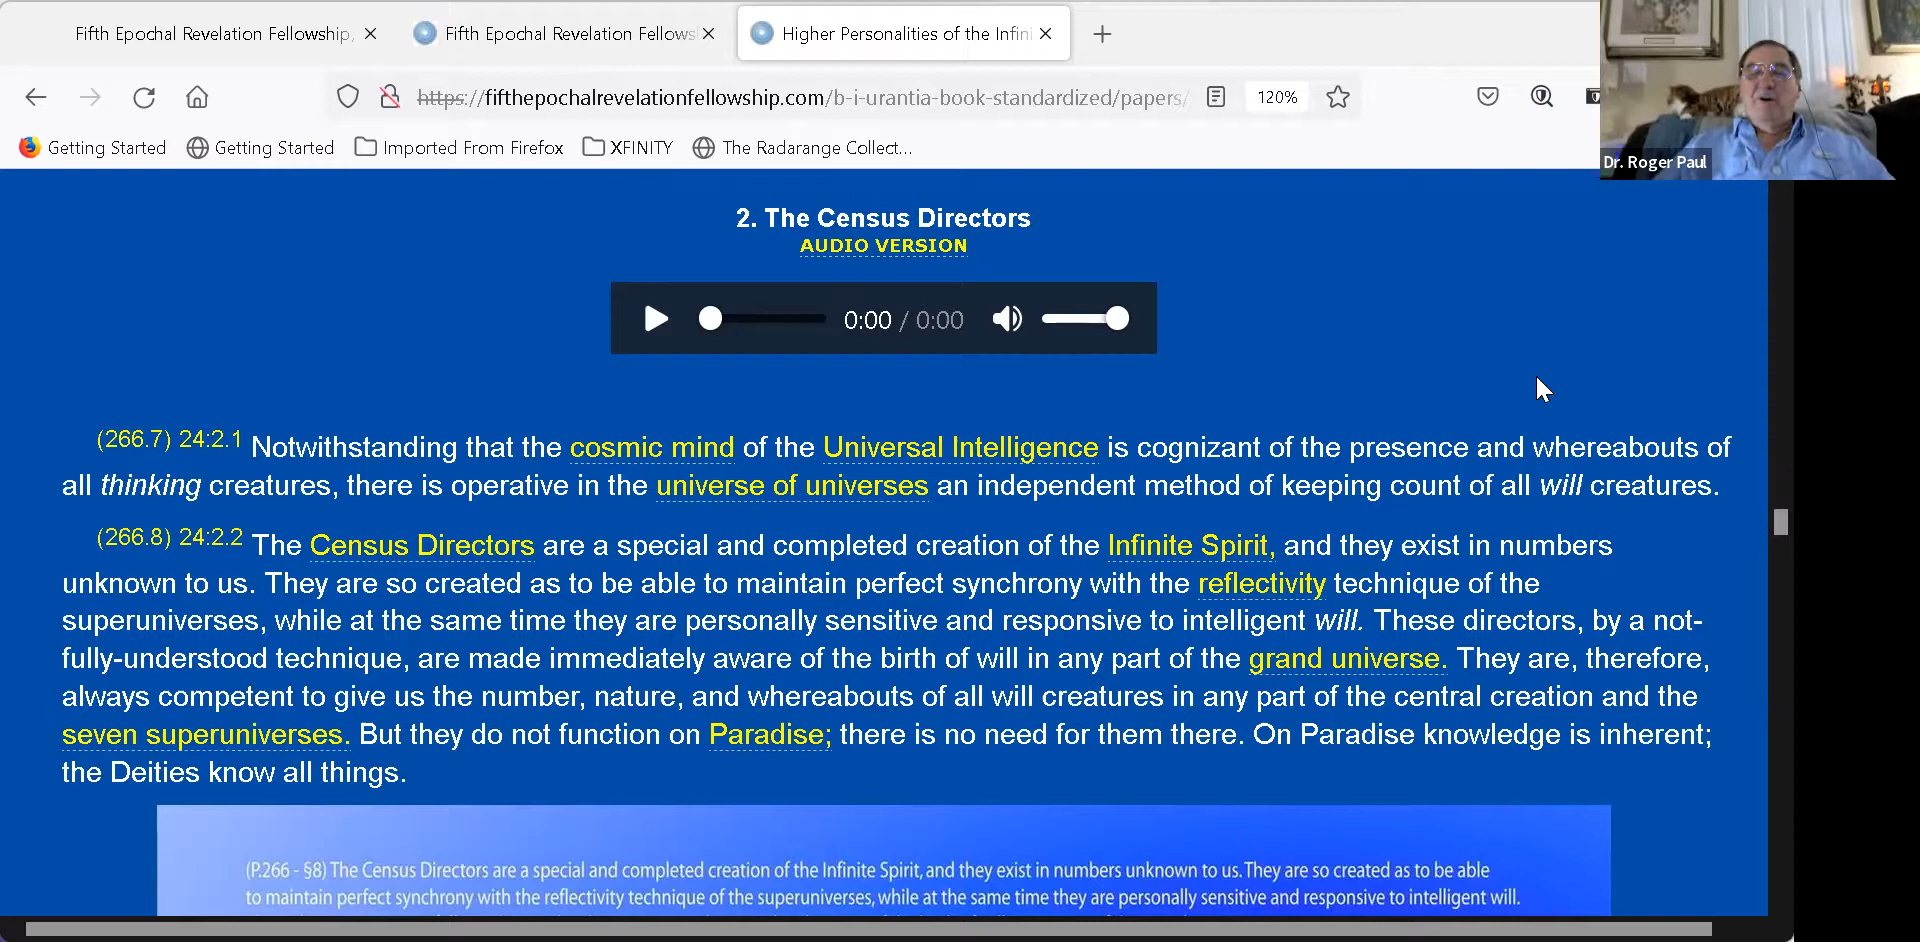 Fifth Epochal Revelation Fellowship,
Fifth Epochal Revelation Fellows
Higher Personalities of the Infini
https://fifthepochalrevelationfellowship.com/b-i-urantia-book-standardized/papers/
120%
Getting Started
Getting Started
Imported From Firefox
XFINITY
The Radarange Collect...
Dr. Roger Paul
2. The Census Directors
AUDIO VERSION
0:00 / 0:00
(266.7) 24:2.1 Notwithstanding that the cosmic mind of the Universal Intelligence is cognizant of the presence and whereabouts of
all thinking creatures, there is operative in the universe of universes an independent method of keeping count of all will creatures.
(266.8) 24:2.2 The Census Directors are a special and completed creation of the Infinite Spirit, and they exist in numbers
unknown to us. They are so created as to be able to maintain perfect synchrony with the reflectivity technique of the
superuniverses, while at the same time they are personally sensitive and responsive to intelligent will. These directors, by a not-
fully-understood technique, are made immediately aware of the birth of will in any part of the grand universe. They are, therefore,
always competent to give us the number, nature, and whereabouts of all will creatures in any part of the central creation and the
seven superuniverses. But they do not function on Paradise; there is no need for them there. On Paradise knowledge is inherent;
the Deities know all things.
(P.266 - §8) The Census Directors are a special and completed creation of the Infinite Spirit, and they exist in numbers unknown to us. They are so created as to be able
to maintain perfect synchrony with the reflectivity technique of the superuniverses, while at the same time they are personally sensitive and responsive to intelligent will.